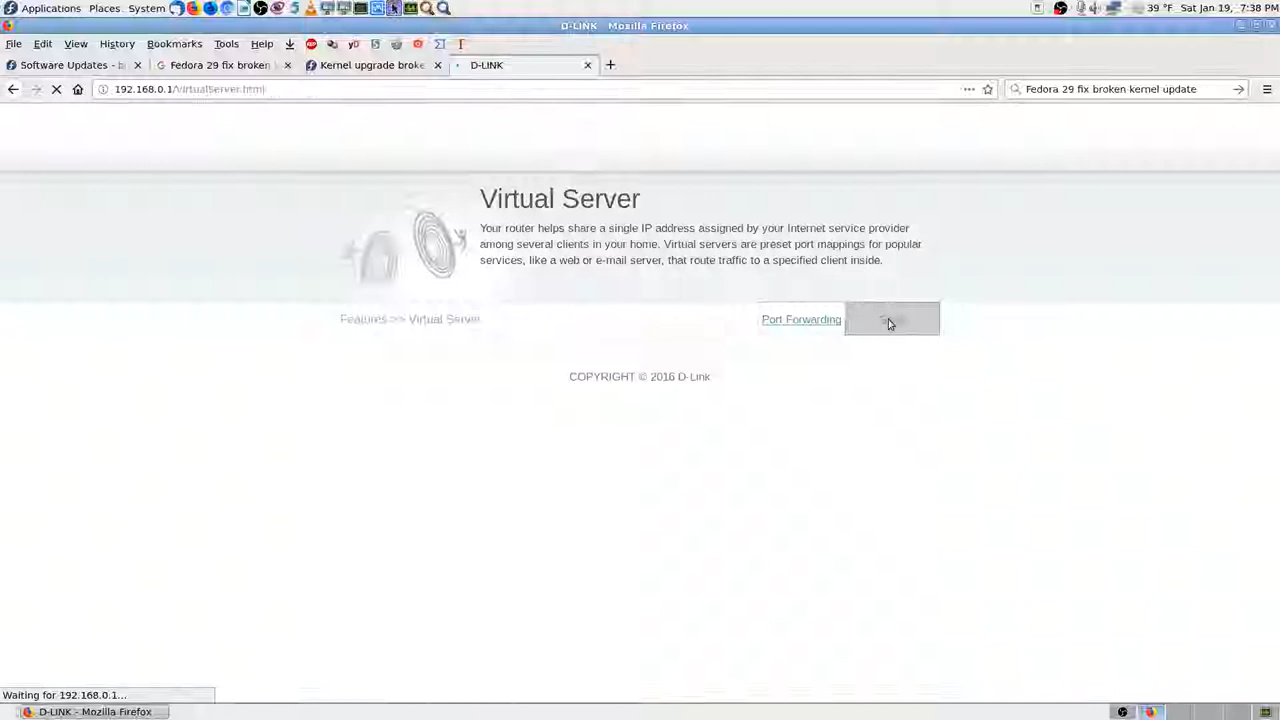 Applications Places System
39 °F Sat Jan 19, 7:38 PM
D-LINK - Mozilla Firefox
File Edit View History Bookmarks Tools Help
Software Updates - b
Fedora 29 fix broken
Kernel upgrade broke
D-LINK
192.168.0.1/VirtualServer.html
Fedora 29 fix broken kernel update
Virtual Server
Your router helps share a single IP address assigned by your Internet service provider
among several clients in your home. Virtual servers are preset port mappings for popular
services, like a web or e-mail server, that route traffic to a specified client inside.
Features >> Virtual Server
Port Forwarding
COPYRIGHT © 2016 D-Link
Waiting for 192.168.0.1...
D-LINK - Mozilla Firefox